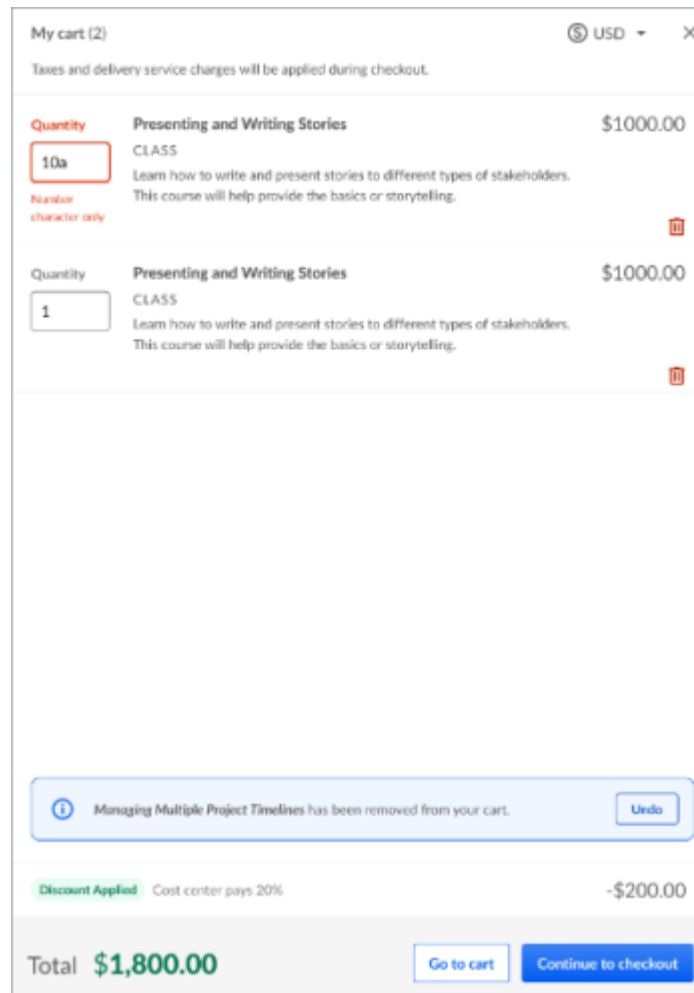 My cart (2)
USD
Taxes and delivery service charges will be applied during checkout.
Quantity
Presenting and Writing Stories
$1000.00
10a
CLASS
Learn how to write and present stories to different types of stakeholders.
This course will help provide the basics or storytelling.
Number
character only
Quantity
Presenting and Writing Stories
$1000.00
1
CLASS
Learn how to write and present stories to different types of stakeholders.
This course will help provide the basics or storytelling.
Managing Multiple Project Timelines has been removed from your cart.
Undo
Discount Applied
Cost center pays 20%
-$200.00
Total $1,800.00
Go to cart
Continue to checkout